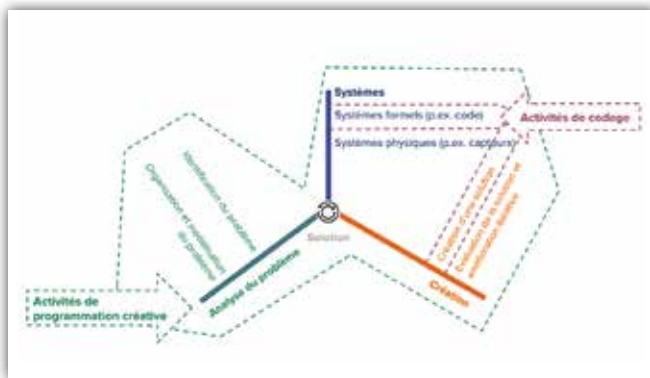 Systèmes
Systèmes formels (p.ex. code)
Activités de codage
Systèmes physiques (p.ex. capteurs)
Identification du problème
Organisation et modélisation
du problème
Création d'une solution
Évaluation de la solution et
amélioration itérative
Solution
Analyse du problème
Création
Activités de
programmation créative